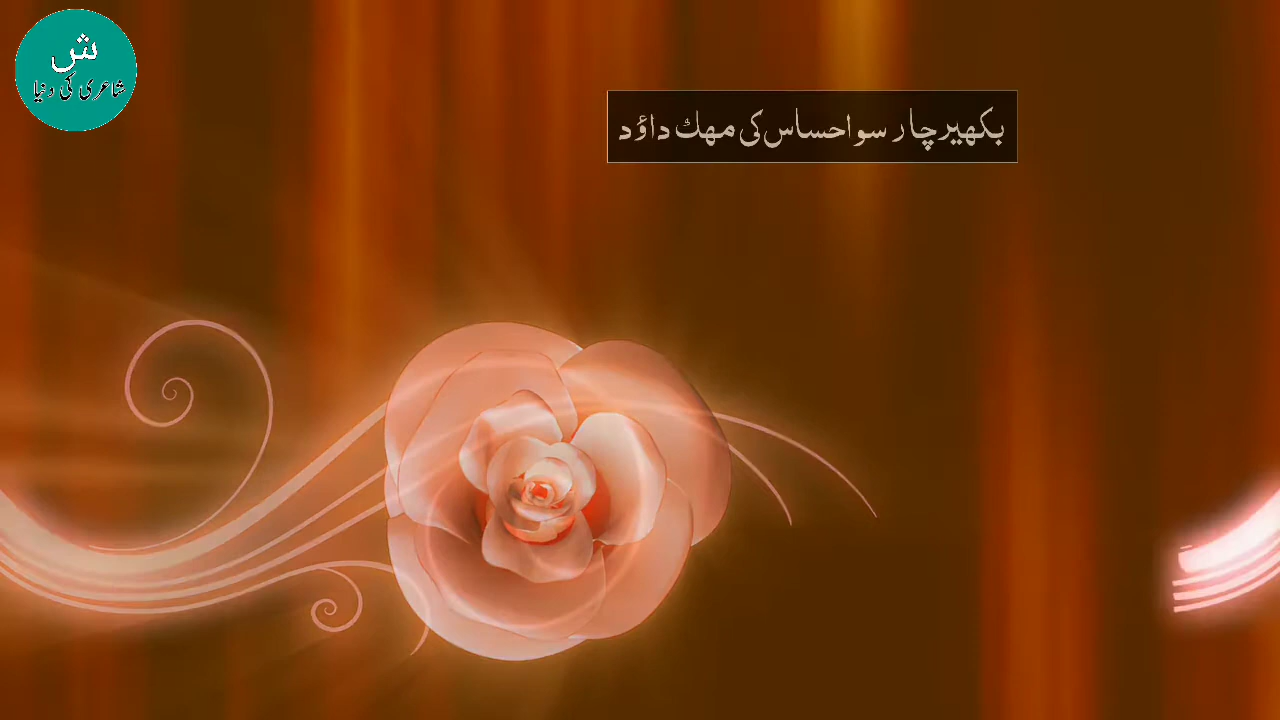 ش
شاعری کی دنیا
بکھیر چار سو احساس کی مہک داؤد